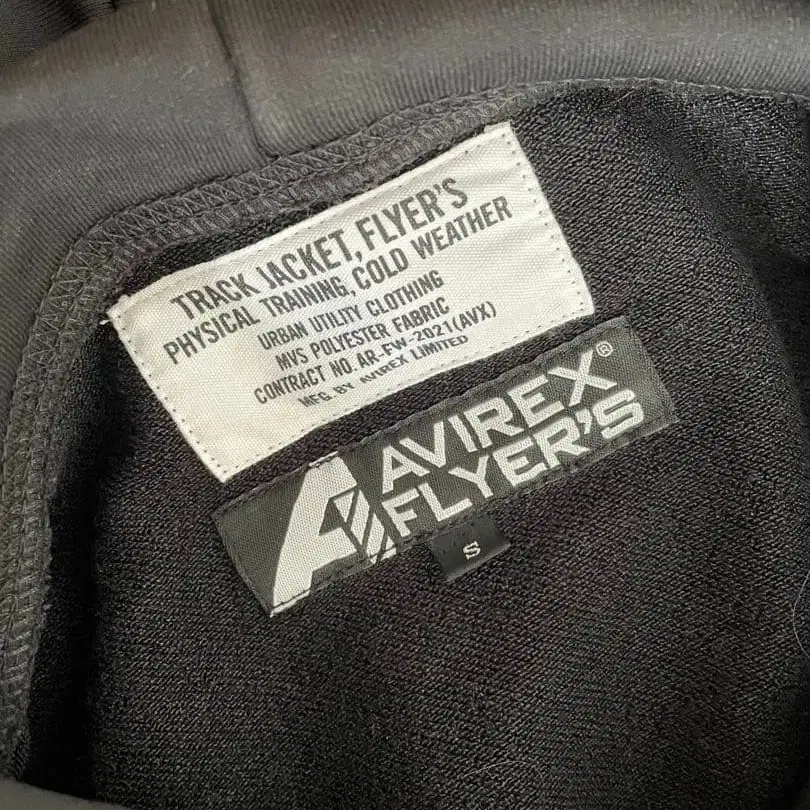 TRACK JACKET, FLYER'S
PHYSICAL TRAINING, COLD WEATHER
URBAN UTILITY CLOTHING
MVS POLYESTER FABRIC
CONTRACT NO. AR-FW-2021(AVX)
MFG. BY AVIREX LIMITED
AVIREX®
FLYER'S
S